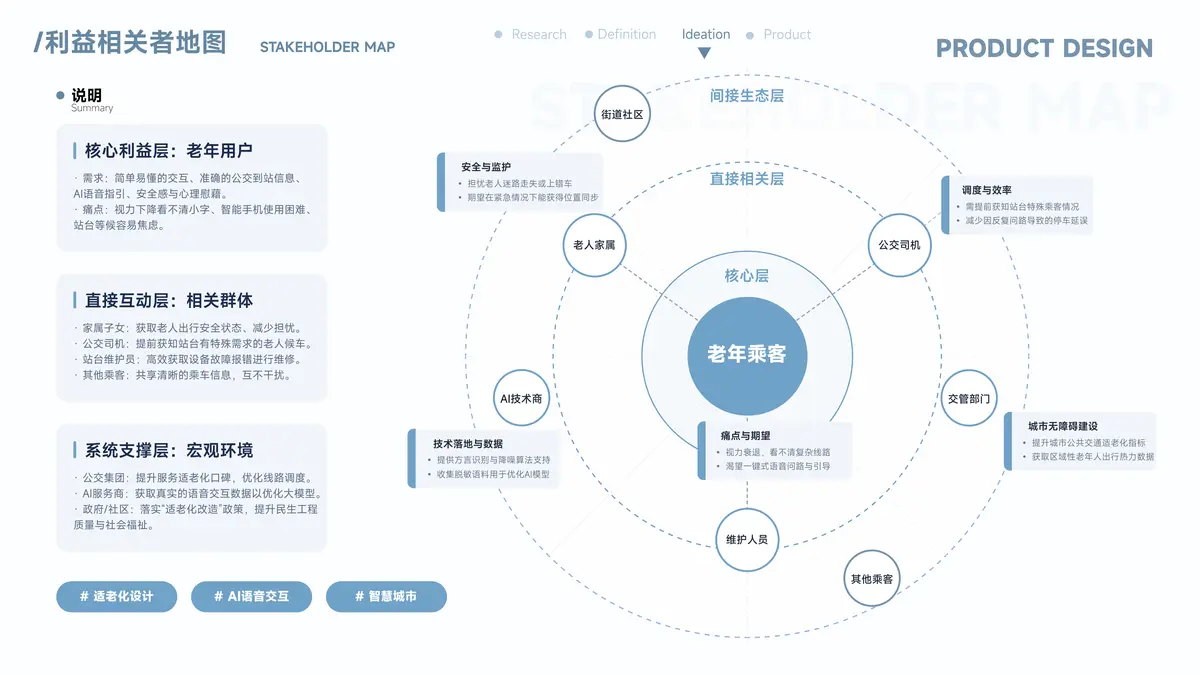 /利益相关者地图
STAKEHOLDER MAP
Research
Definition
Ideation
Product
PRODUCT DESIGN
STAKEHOLDER MAP
说明
Summary
核心利益层：老年用户
· 需求：简单易懂的交互、准确的公交到站信息、
AI语音指引、安全感与心理慰藉。
· 痛点：视力下降看不清小字、智能手机使用困难、
站台等候容易焦虑。
直接互动层：相关群体
· 家属子女：获取老人出行安全状态、减少担忧。
· 公交司机：提前获知站台有特殊需求的老人候车。
· 站台维护员：高效获取设备故障报错进行维修。
· 其他乘客：共享清晰的乘车信息，互不干扰。
系统支撑层：宏观环境
· 公交集团：提升服务适老化口碑，优化线路调度。
· AI服务商：获取真实的语音交互数据以优化大模型。
· 政府/社区：落实“适老化改造”政策，提升民生工程
质量与社会福祉。
# 适老化设计
# AI语音交互
# 智慧城市
间接生态层
街道社区
直接相关层
安全与监护
• 担忧老人迷路走失或上错车
• 期望在紧急情况下能获得位置同步
调度与效率
• 需提前获知站台特殊乘客情况
• 减少因反复问路导致的停车延误
老人家属
公交司机
核心层
老年乘客
AI技术商
交管部门
技术落地与数据
• 提供方言识别与降噪算法支持
• 收集脱敏语料用于优化AI模型
痛点与期望
• 视力衰退，看不清复杂线路
• 渴望一键式语音问路与引导
城市无障碍建设
• 提升城市公共交通适老化指标
• 获取区域性老年人出行热力数据
维护人员
其他乘客